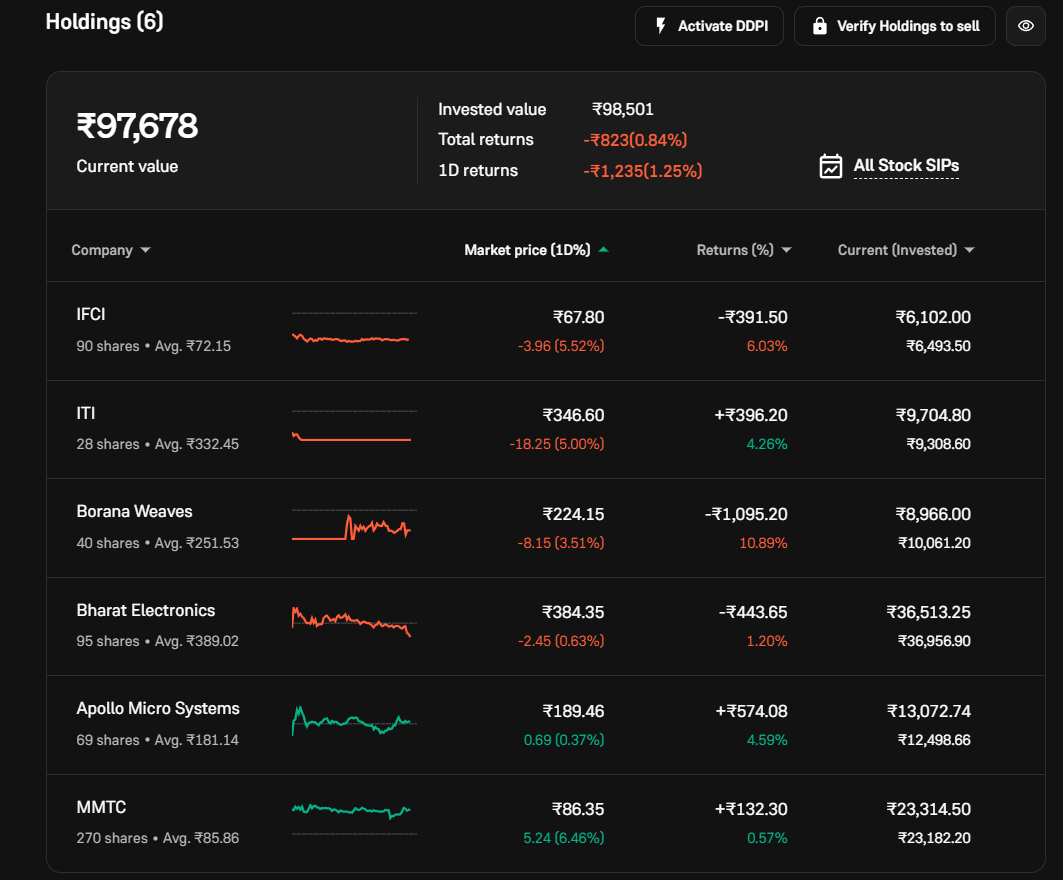 Holdings (6)
Activate DDPI
Verify Holdings to sell
₹97,678
Current value
Invested value ₹98,501
Total returns -₹823(0.84%)
1D returns -₹1,235(1.25%)
All Stock SIPs
Company Market price (1D%) Returns (%) Current (Invested)
IFCI ₹67.80 -₹391.50 ₹6,102.00
90 shares • Avg. ₹72.15 -3.96 (5.52%) 6.03% ₹6,493.50
ITI ₹346.60 +₹396.20 ₹9,704.80
28 shares • Avg. ₹332.45 -18.25 (5.00%) 4.26% ₹9,308.60
Borana Weaves ₹224.15 -₹1,095.20 ₹8,966.00
40 shares • Avg. ₹251.53 -8.15 (3.51%) 10.89% ₹10,061.20
Bharat Electronics ₹384.35 -₹443.65 ₹36,513.25
95 shares • Avg. ₹389.02 -2.45 (0.63%) 1.20% ₹36,956.90
Apollo Micro Systems ₹189.46 +₹574.08 ₹13,072.74
69 shares • Avg. ₹181.14 0.69 (0.37%) 4.59% ₹12,498.66
MMTC ₹86.35 +₹132.30 ₹23,314.50
270 shares • Avg. ₹85.86 5.24 (6.46%) 0.57% ₹23,182.20